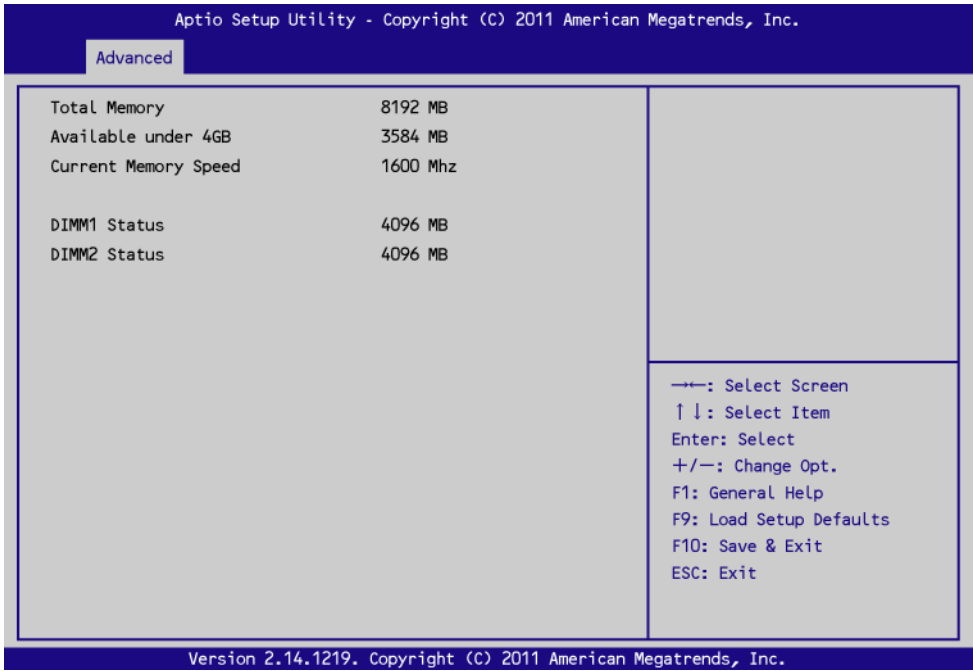 Aptio Setup Utility - Copyright (C) 2011 American Megatrends, Inc.
Advanced
Total Memory 8192 MB
Available under 4GB 3584 MB
Current Memory Speed 1600 Mhz
DIMM1 Status 4096 MB
DIMM2 Status 4096 MB
→←: Select Screen
↑↓: Select Item
Enter: Select
+/−: Change Opt.
F1: General Help
F9: Load Setup Defaults
F10: Save & Exit
ESC: Exit
Version 2.14.1219. Copyright (C) 2011 American Megatrends, Inc.